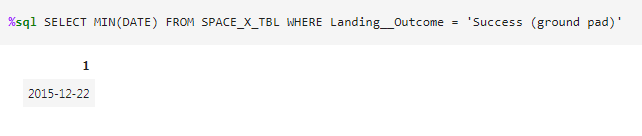 %sql SELECT MIN(DATE) FROM SPACE_X_TBL WHERE Landing__Outcome = 'Success (ground pad)'
1
2015-12-22